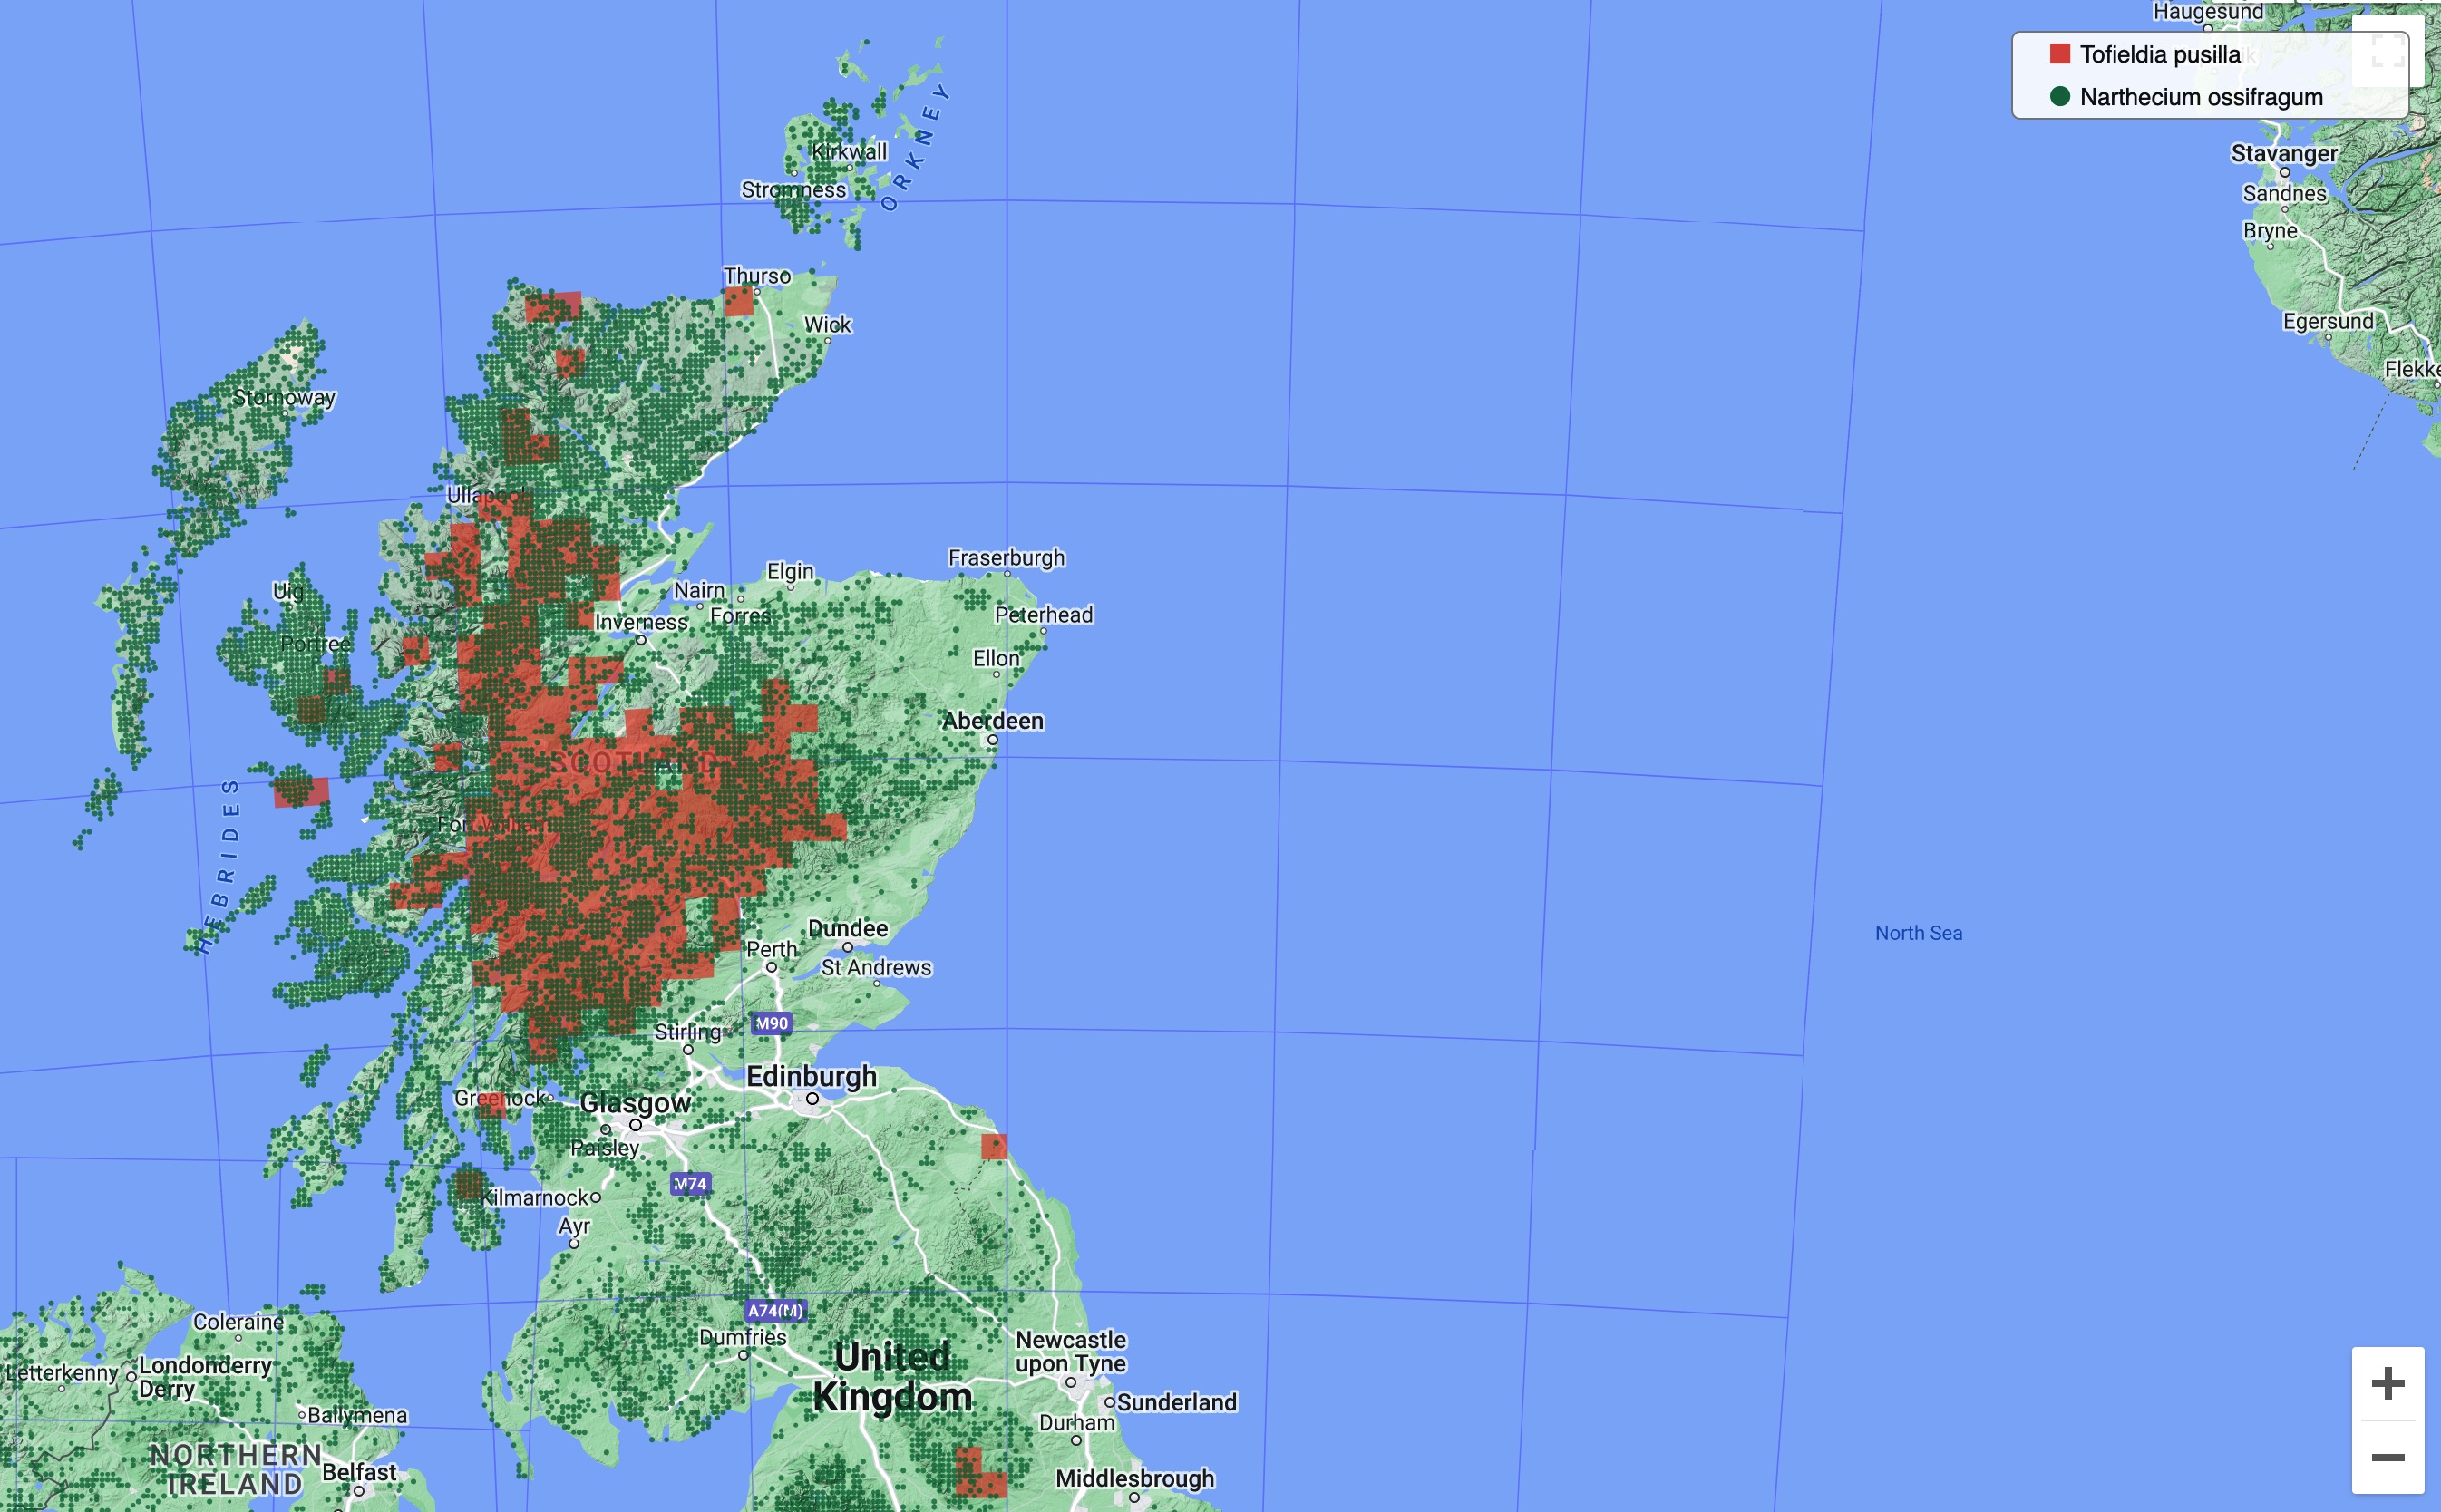 Haugesund
Tofieldia pusilla
Narthecium ossifragum
Stavanger
Sandnes
Bryne
Egersund
Flekke
ORKNEY
Kirkwall
Stromness
Thurso
Wick
Stornoway
Ullapool
Fraserburgh
Elgin
Nairn
Forres
Peterhead
Uig
Inverness
Portree
Ellon
Aberdeen
SCOTLAND
HEBRIDES
Fort William
Dundee
North Sea
Perth
St Andrews
M90
Stirling
Edinburgh
Greenock
Glasgow
Paisley
M74
Kilmarnock
Ayr
A74(M)
Coleraine
Dumfries
Newcastle
upon Tyne
United
Kingdom
Letterkenny
Londonderry
Derry
Sunderland
Ballymena
Durham
NORTHERN
IRELAND
Belfast
Middlesbrough